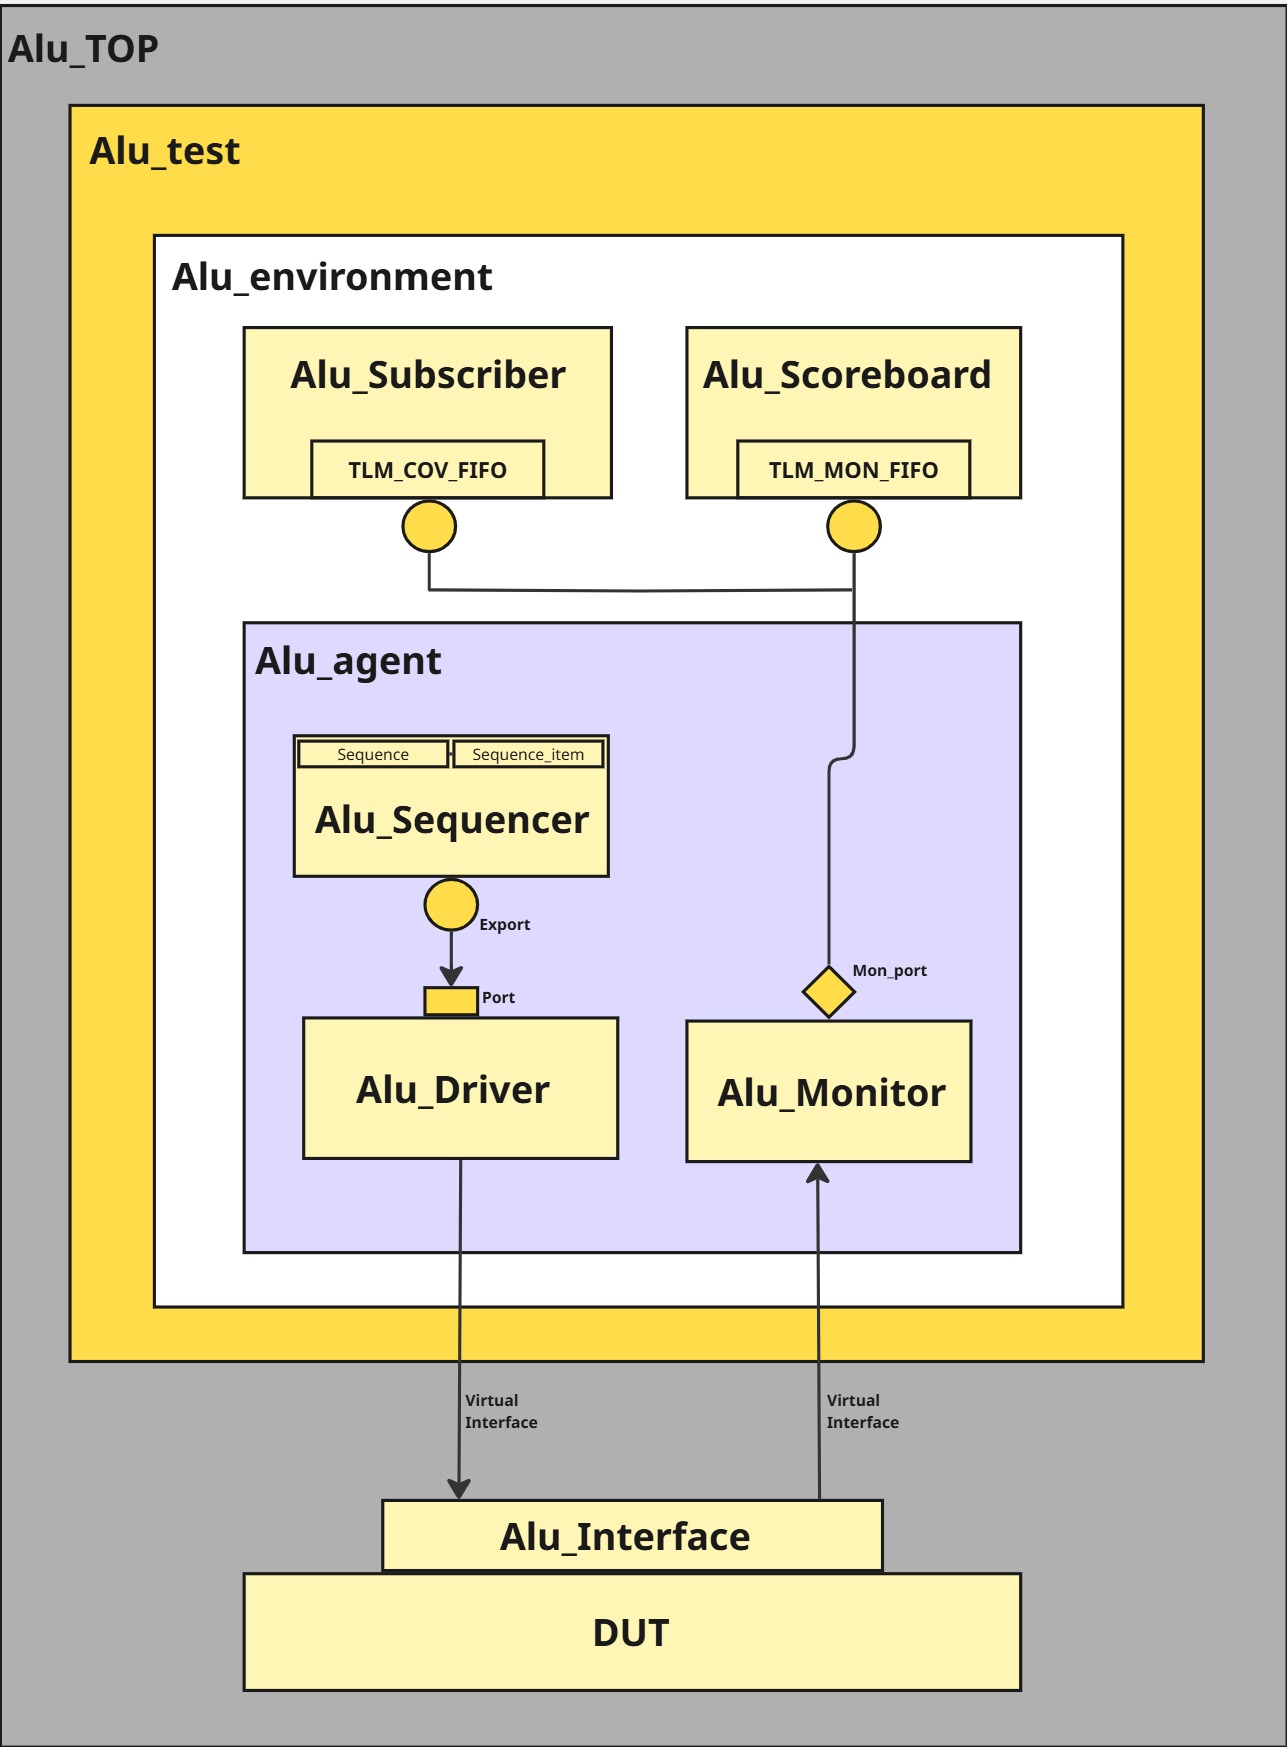 Alu_TOP
Alu_test
Alu_environment
Alu_Subscriber
TLM_COV_FIFO
Alu_Scoreboard
TLM_MON_FIFO
Alu_agent
Sequence
Sequence_item
Alu_Sequencer
Export
Port
Alu_Driver
Mon_port
Alu_Monitor
Virtual
Interface
Virtual
Interface
Alu_Interface
DUT